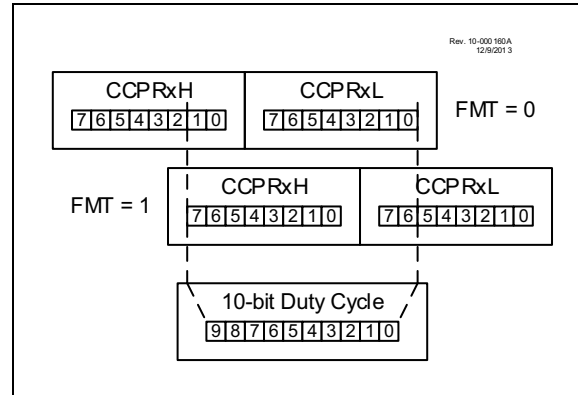 Rev. 10-000160A
12/9/2013
CCPRxH CCPRxL
7 6 5 4 3 2 1 0 7 6 5 4 3 2 1 0 FMT = 0
CCPRxH CCPRxL
FMT = 1 7 6 5 4 3 2 1 0 7 6 5 4 3 2 1 0
10-bit Duty Cycle
9 8 7 6 5 4 3 2 1 0